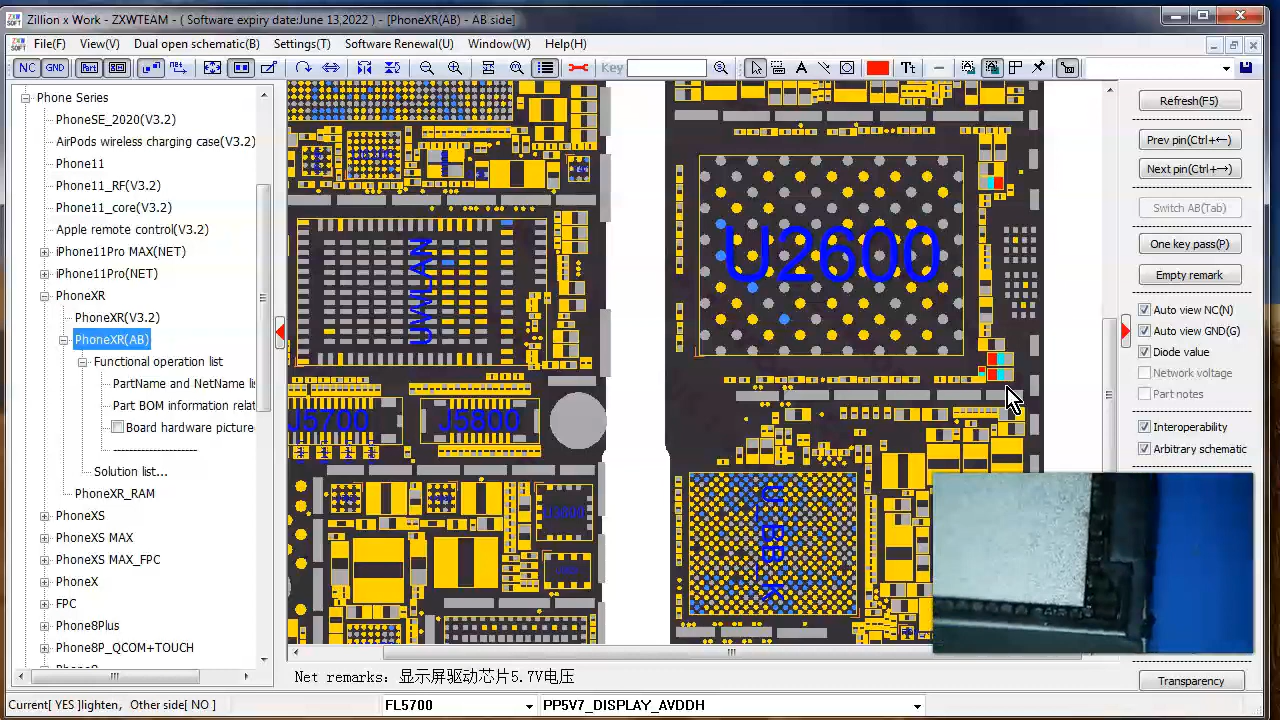 Zillion x Work - ZXWTEAM - ( Software expiry date:June 13,2022 ) - [PhoneXR(AB) - AB side]
File(F) View(V) Dual open schematic(B) Settings(T) Software Renewal(U) Window(W) Help(H)
NC GND Part Key
Phone Series
PhoneSE_2020(V3.2)
AirPods wireless charging case(V3.2)
Phone11
Phone11_RF(V3.2)
Phone11_core(V3.2)
Apple remote control(V3.2)
iPhone11Pro MAX(NET)
iPhone11Pro(NET)
PhoneXR
PhoneXR(V3.2)
PhoneXR(AB)
Functional operation list
PartName and NetName li
Part BOM information relat
Board hardware picture
Solution list...
PhoneXR_RAM
PhoneXS
PhoneXS MAX
PhoneXS MAX_FPC
PhoneX
FPC
Phone8Plus
Phone8_QCOM+TOUCH
UWLAN
J5700
J5800
U2600
Refresh(F5)
Prev pin(Ctrl+←)
Next pin(Ctrl+→)
Switch AB(Tab)
One key pass(P)
Empty remark
Auto view NC(N)
Auto view GND(G)
Diode value
Network voltage
Part notes
Interoperability
Arbitrary schematic
Transparency
Net remarks: 显示屏驱动芯片5.7V电压
Current[ YES ]lighten, Other side[ NO ] FL5700 PP5V7_DISPLAY_AVDDH